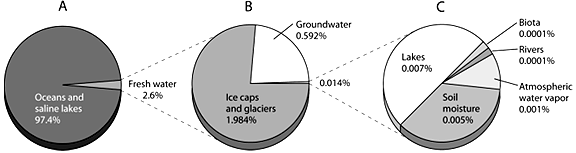 A
B
C
Oceans and
saline lakes
97.4%
Fresh water
2.6%
Groundwater
0.592%
0.014%
Ice caps
and glaciers
1.984%
Lakes
0.007%
Soil
moisture
0.005%
Biota
0.0001%
Rivers
0.0001%
Atmospheric
water vapor
0.001%